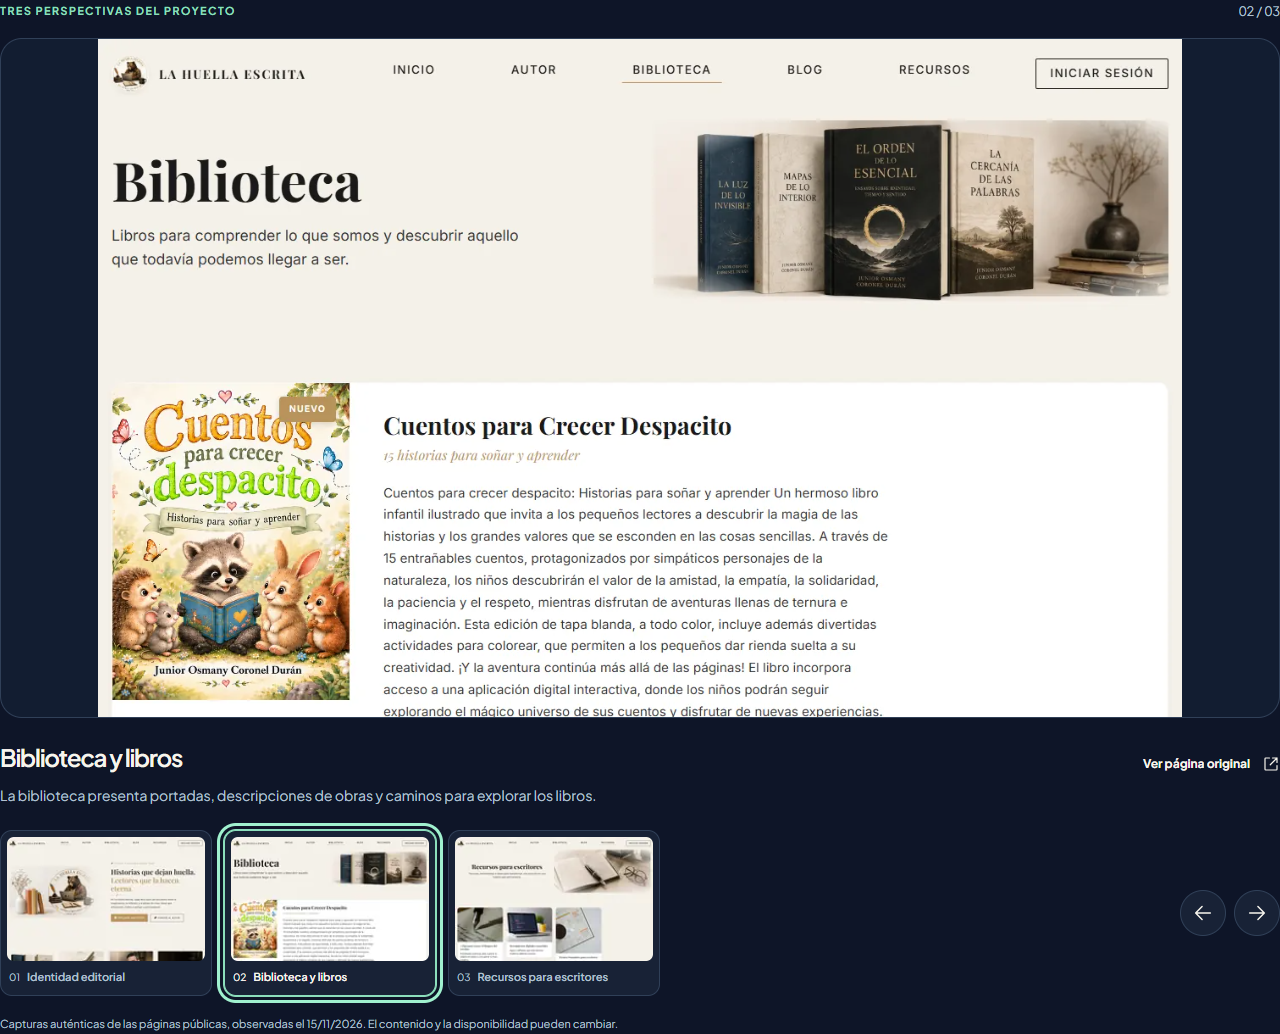 TRES PERSPECTIVAS DEL PROYECTO
02 / 03
LA HUELLA ESCRITA
INICIO
AUTOR
BIBLIOTECA
BLOG
RECURSOS
INICIAR SESIÓN
Biblioteca
Libros para comprender lo que somos y descubrir aquello
que todavía podemos llegar a ser.
LA LUZ
DE LO
INVISIBLE
MAPAS
DE LO
INTERIOR
EL ORDEN
DE LO
ESENCIAL
JUNIOR OSMANY
CORONEL DURÁN
LA
CERCANÍA
DE LAS
PALABRAS
JUNIOR OSMANY
CORONEL DURÁN
NUEVO
Cuentos
para crecer
despacito
Historias para soñar y aprender
Junior Osmany Coronel Durán
Cuentos para Crecer Despacito
15 historias para soñar y aprender
Cuentos para crecer despacito: Historias para soñar y aprender Un hermoso libro
infantil ilustrado que invita a los pequeños lectores a descubrir la magia de las
historias y los grandes valores que se esconden en las cosas sencillas. A través de
15 entrañables cuentos, protagonizados por simpáticos personajes de la
naturaleza, los niños descubrirán el valor de la amistad, la empatía, la solidaridad,
la paciencia y el respeto, mientras disfrutan de aventuras llenas de ternura e
imaginación. Esta edición de tapa blanda, a todo color, incluye además divertidas
actividades para colorear, que permiten a los pequeños dar rienda suelta a su
creatividad. ¡Y la aventura continúa más allá de las páginas! El libro incorpora
acceso a una aplicación digital interactiva, donde los niños podrán seguir
explorando el mágico universo de sus cuentos y disfrutar de nuevas experiencias.
Biblioteca y libros
Ver página original
La biblioteca presenta portadas, descripciones de obras y caminos para explorar los libros.
Historias que dejan huella.
Lectores que la hacen
eterna.
01 Identidad editorial
Biblioteca
Cuentos para Crecer Despacito
02 Biblioteca y libros
Recursos para escritores
03 Recursos para escritores
Capturas auténticas de las páginas públicas, observadas el 15/11/2026. El contenido y la disponibilidad pueden cambiar.